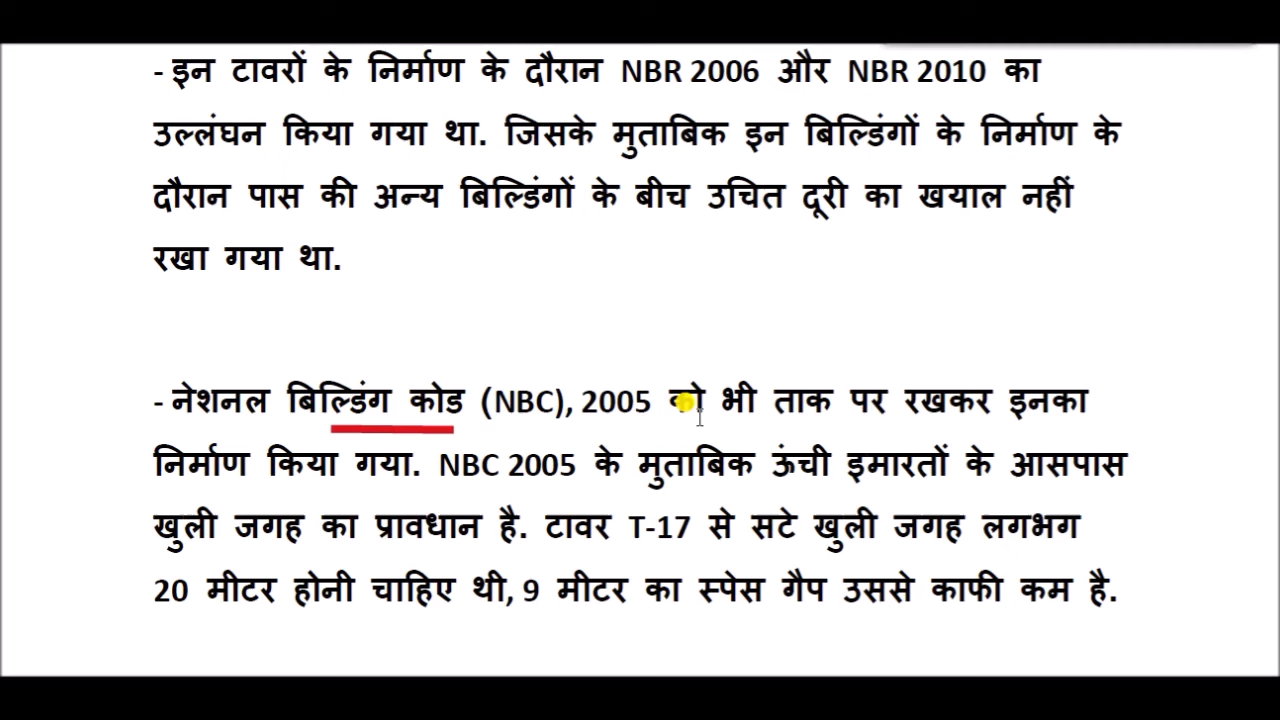 - इन टावरों के निर्माण के दौरान NBR 2006 और NBR 2010 का
उल्लंघन किया गया था. जिसके मुताबिक इन बिल्डिंगों के निर्माण के
दौरान पास की अन्य बिल्डिंगों के बीच उचित दूरी का खयाल नहीं
रखा गया था.
- नेशनल बिल्डिंग कोड (NBC), 2005 को भी ताक पर रखकर इनका
निर्माण किया गया. NBC 2005 के मुताबिक ऊंची इमारतों के आसपास
खुली जगह का प्रावधान है. टावर T-17 से सटे खुली जगह लगभग
20 मीटर होनी चाहिए थी, 9 मीटर का स्पेस गैप उससे काफी कम है.